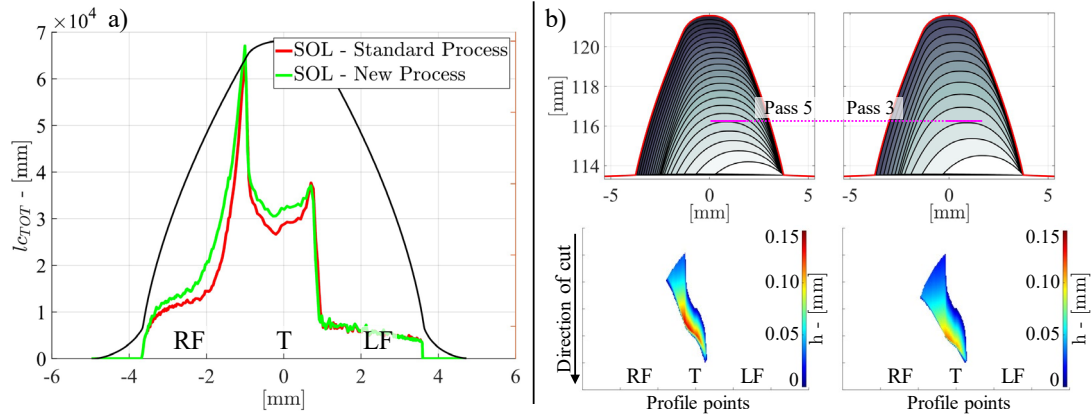 a)
×10⁴
7
6
5
4
3
2
1
0
lc_TOT - [mm]
SOL - Standard Process
SOL - New Process
RF T LF
-6 -4 -2 0 2 4 6
[mm]
b)
120
118
116
114
[mm]
Pass 5 Pass 3
-5 0 5 -5 0 5
[mm] [mm]
Direction of cut
0.15
0.10
0.05
0
h - [mm]
RF T LF
Profile points
0.15
0.10
0.05
0
h - [mm]
RF T LF
Profile points